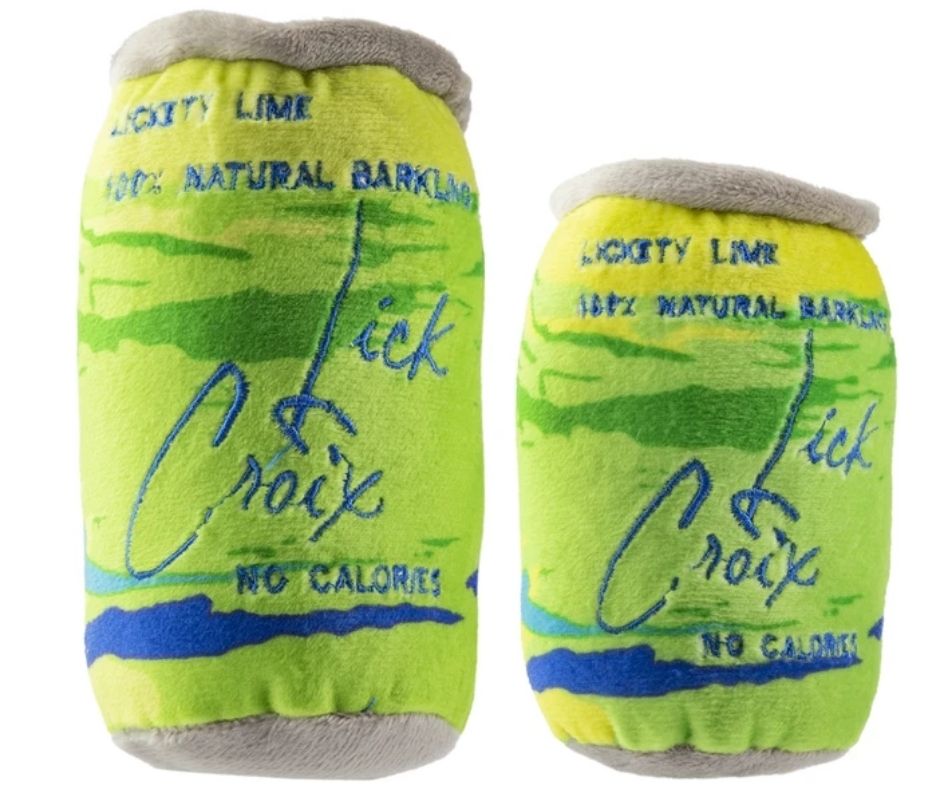 LICKITY LIME
100% NATURAL BARKLING
Lick
Croix
NO CALORIES
LICKITY LIME
100% NATURAL BARKLING
Lick
Croix
NO CALORIES